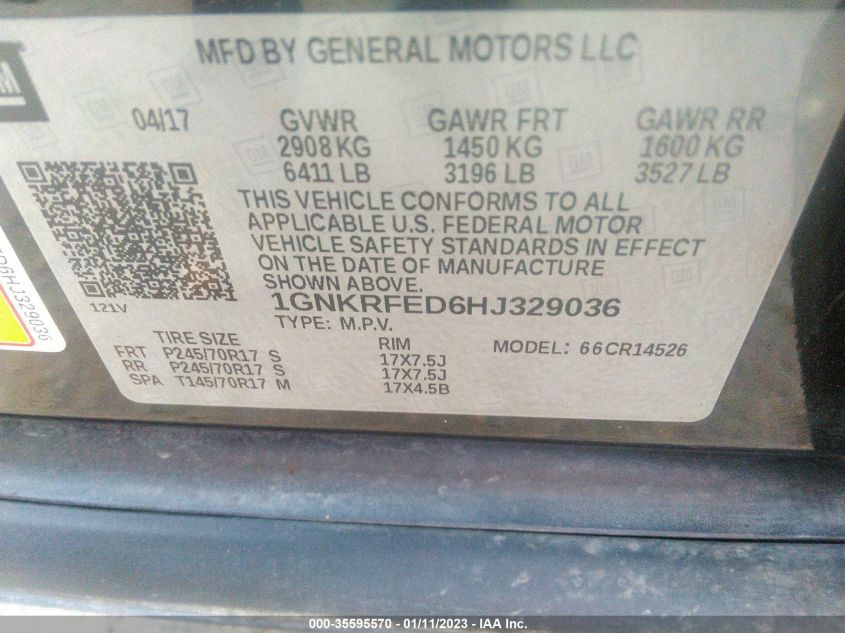 GM
MFD BY GENERAL MOTORS LLC
04/17 GVWR GAWR FRT GAWR RR
2908 KG 1450 KG 1600 KG
6411 LB 3196 LB 3527 LB
THIS VEHICLE CONFORMS TO ALL
APPLICABLE U.S. FEDERAL MOTOR
VEHICLE SAFETY STANDARDS IN EFFECT
ON THE DATE OF MANUFACTURE
SHOWN ABOVE.
121V 1GNKRFED6HJ329036
TYPE: M.P.V.
TIRE SIZE RIM MODEL: 66CR14526
FRT P245/70R17 S 17X7.5J
RR P245/70R17 S 17X7.5J
SPA T145/70R17 M 17X4.5B
D6HJ329036
000-35595570 / 01/11/2023 - IAA Inc.